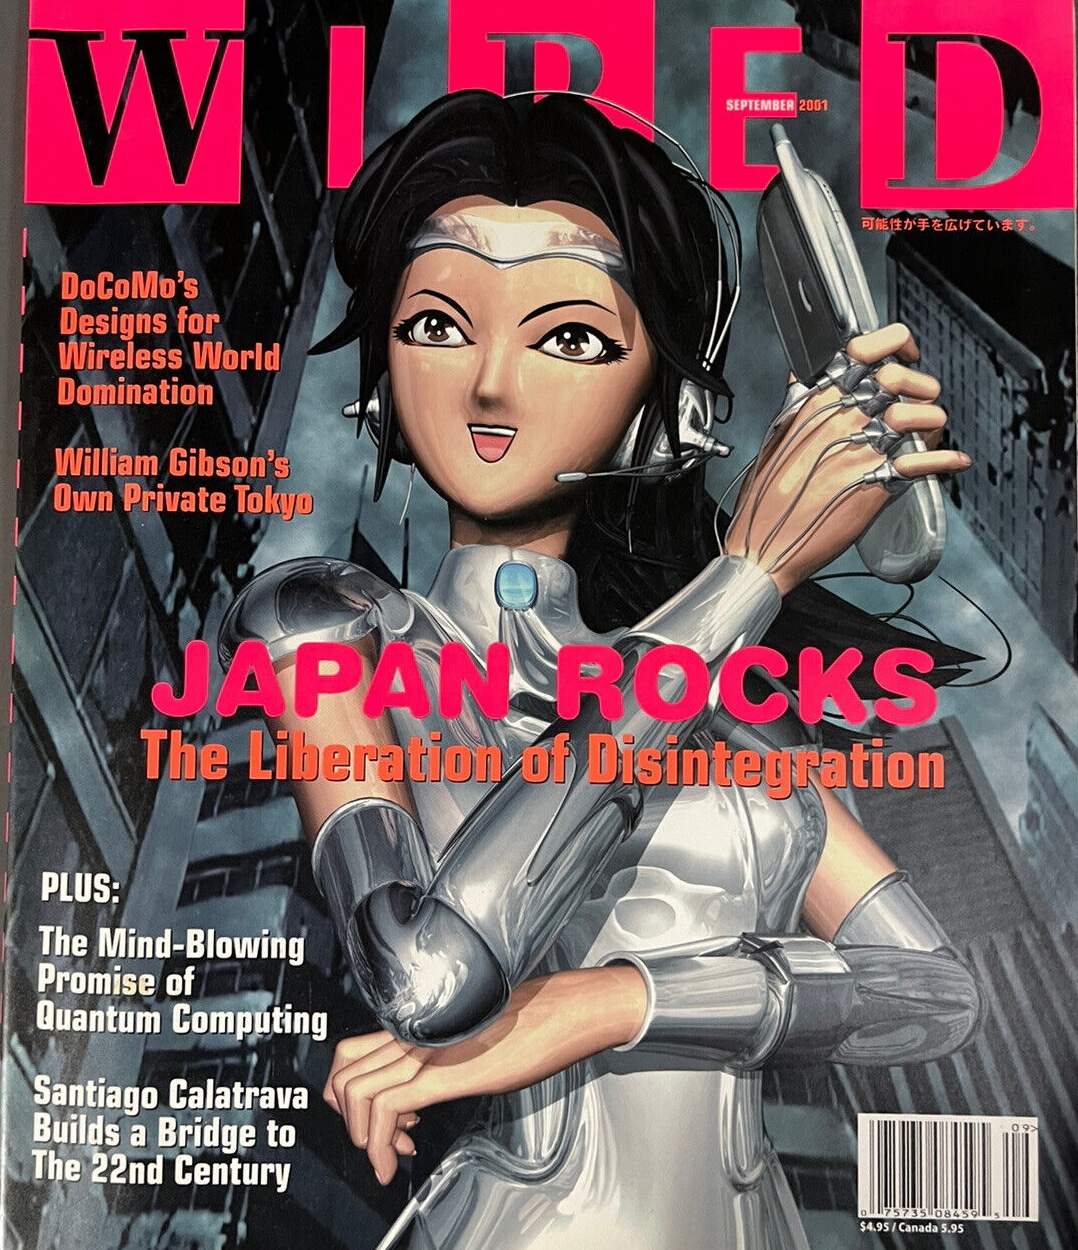 WIRED
SEPTEMBER 2001
可能性が手を広げています。
DoCoMo's
Designs for
Wireless World
Domination
William Gibson's
Own Private Tokyo
JAPAN ROCKS
The Liberation of Disintegration
PLUS:
The Mind-Blowing
Promise of
Quantum Computing
Santiago Calatrava
Builds a Bridge to
The 22nd Century
09>
0 75735 08459 5
$4.95 / Canada 5.95